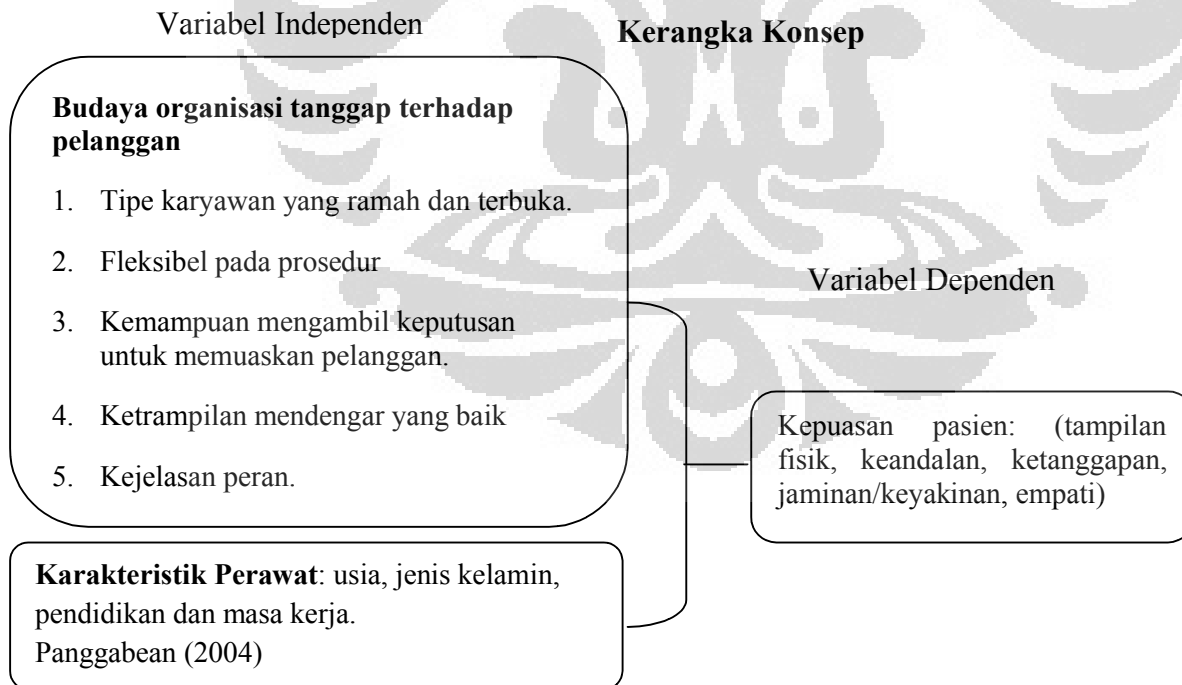 Variabel Independen
Kerangka Konsep
Budaya organisasi tanggap terhadap
pelanggan
1. Tipe karyawan yang ramah dan terbuka.
2. Fleksibel pada prosedur
3. Kemampuan mengambil keputusan
untuk memuaskan pelanggan.
4. Ketrampilan mendengar yang baik
5. Kejelasan peran.
Karakteristik Perawat: usia, jenis kelamin,
pendidikan dan masa kerja.
Panggabean (2004)
Variabel Dependen
Kepuasan pasien: (tampilan
fisik, keandalan, ketanggapan,
jaminan/keyakinan, empati)